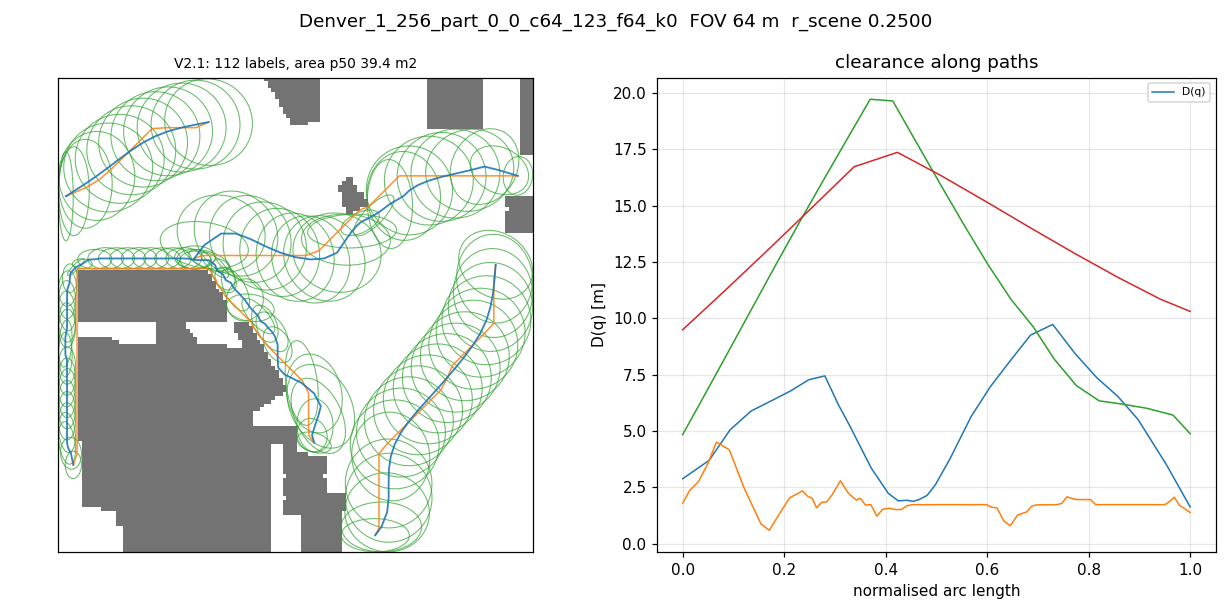 Denver_1_256_part_0_0_c64_123_f64_k0  FOV 64 m  r_scene 0.2500
V2.1: 112 labels, area p50 39.4 m2
clearance along paths
D(q)
20.0
17.5
15.0
12.5
10.0
7.5
5.0
2.5
0.0
D(q) [m]
0.0 0.2 0.4 0.6 0.8 1.0
normalised arc length